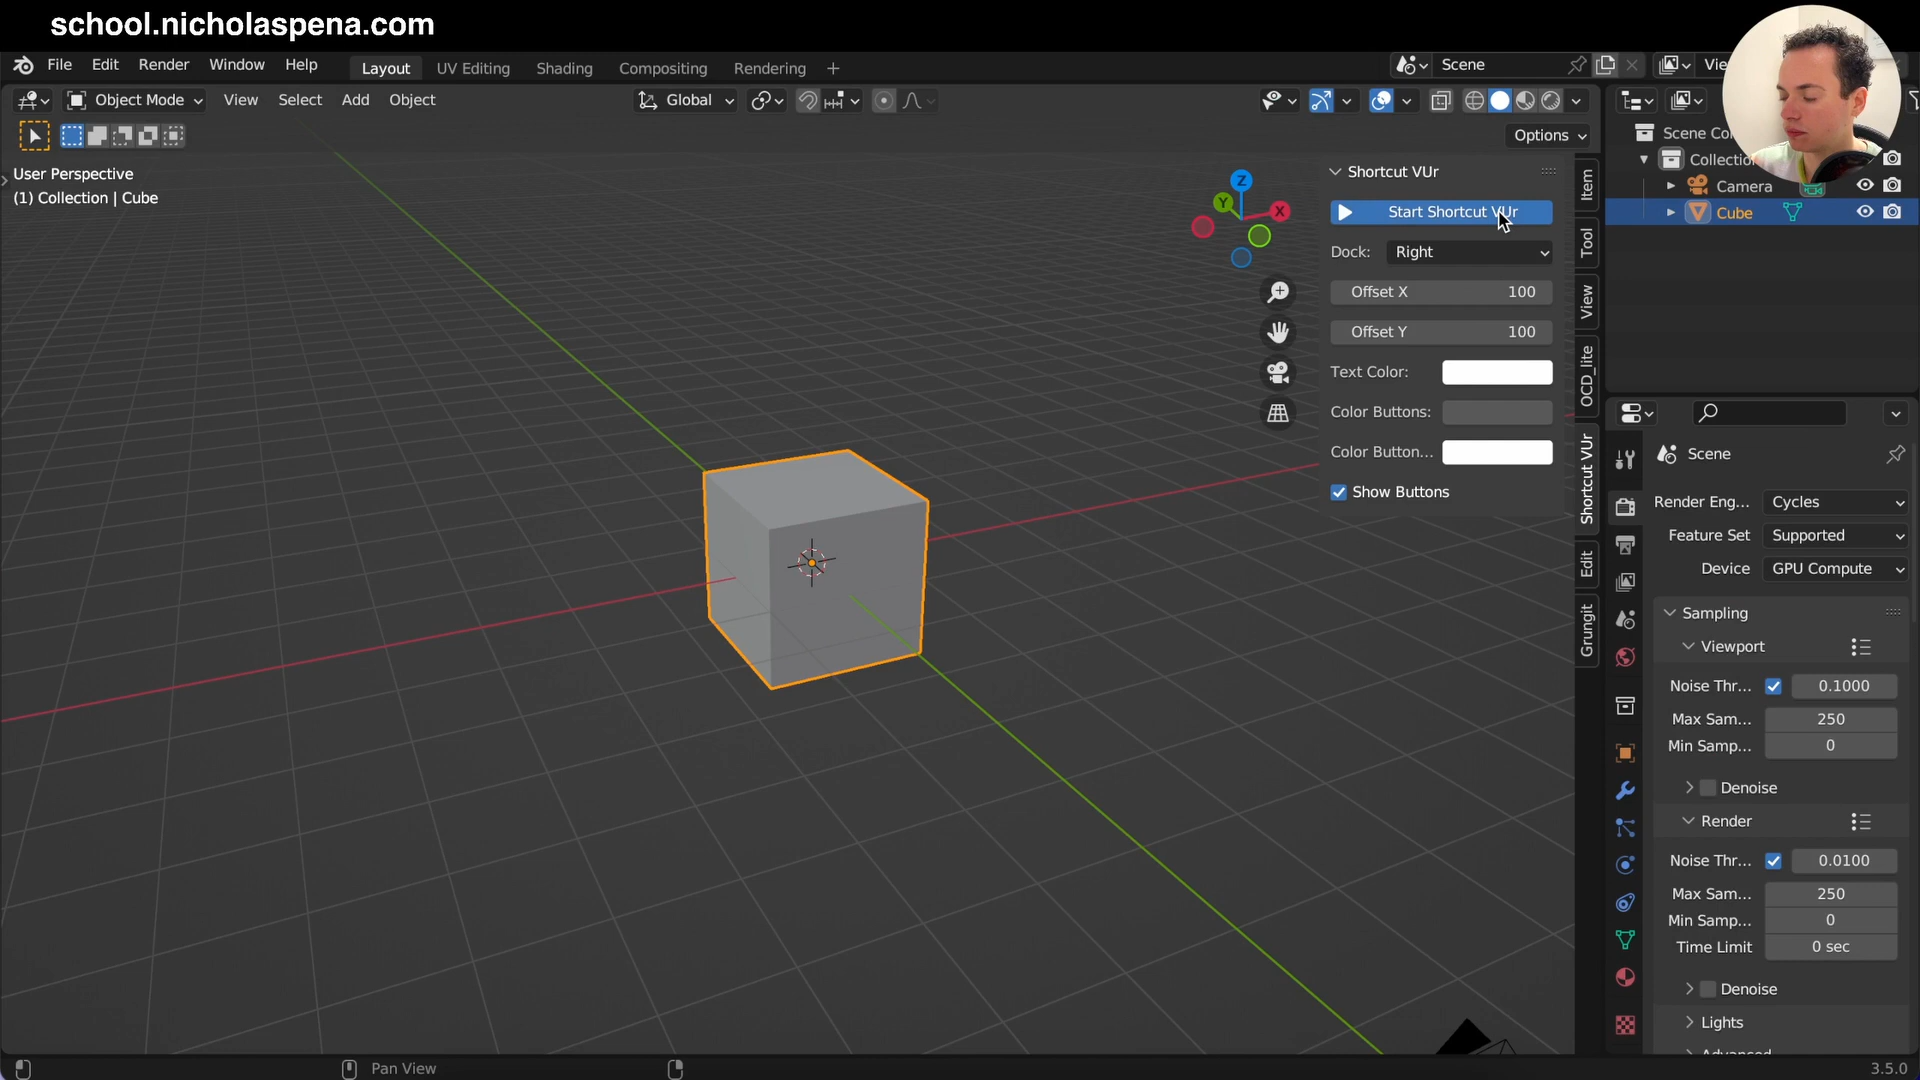 school.nicholaspena.com
File Edit Render Window Help Layout UV Editing Shading Compositing Rendering + Scene
Object Mode View Select Add Object Global
Options
User Perspective
(1) Collection | Cube
Shortcut VUr
Start Shortcut VUr
Dock: Right
Offset X 100
Offset Y 100
Text Color:
Color Buttons:
Color Button...
Show Buttons
Z
Y
X
Item
Tool
View
OCD_lite
Shortcut VUr
Edit
Grungit
Scene Co
Collection
Camera
Cube
Scene
Render Eng... Cycles
Feature Set Supported
Device GPU Compute
Sampling
Viewport
Noise Thr... 0.1000
Max Sam... 250
Min Samp... 0
Denoise
Render
Noise Thr... 0.0100
Max Sam... 250
Min Samp... 0
Time Limit 0 sec
Denoise
Lights
Advanced
Pan View
3.5.0